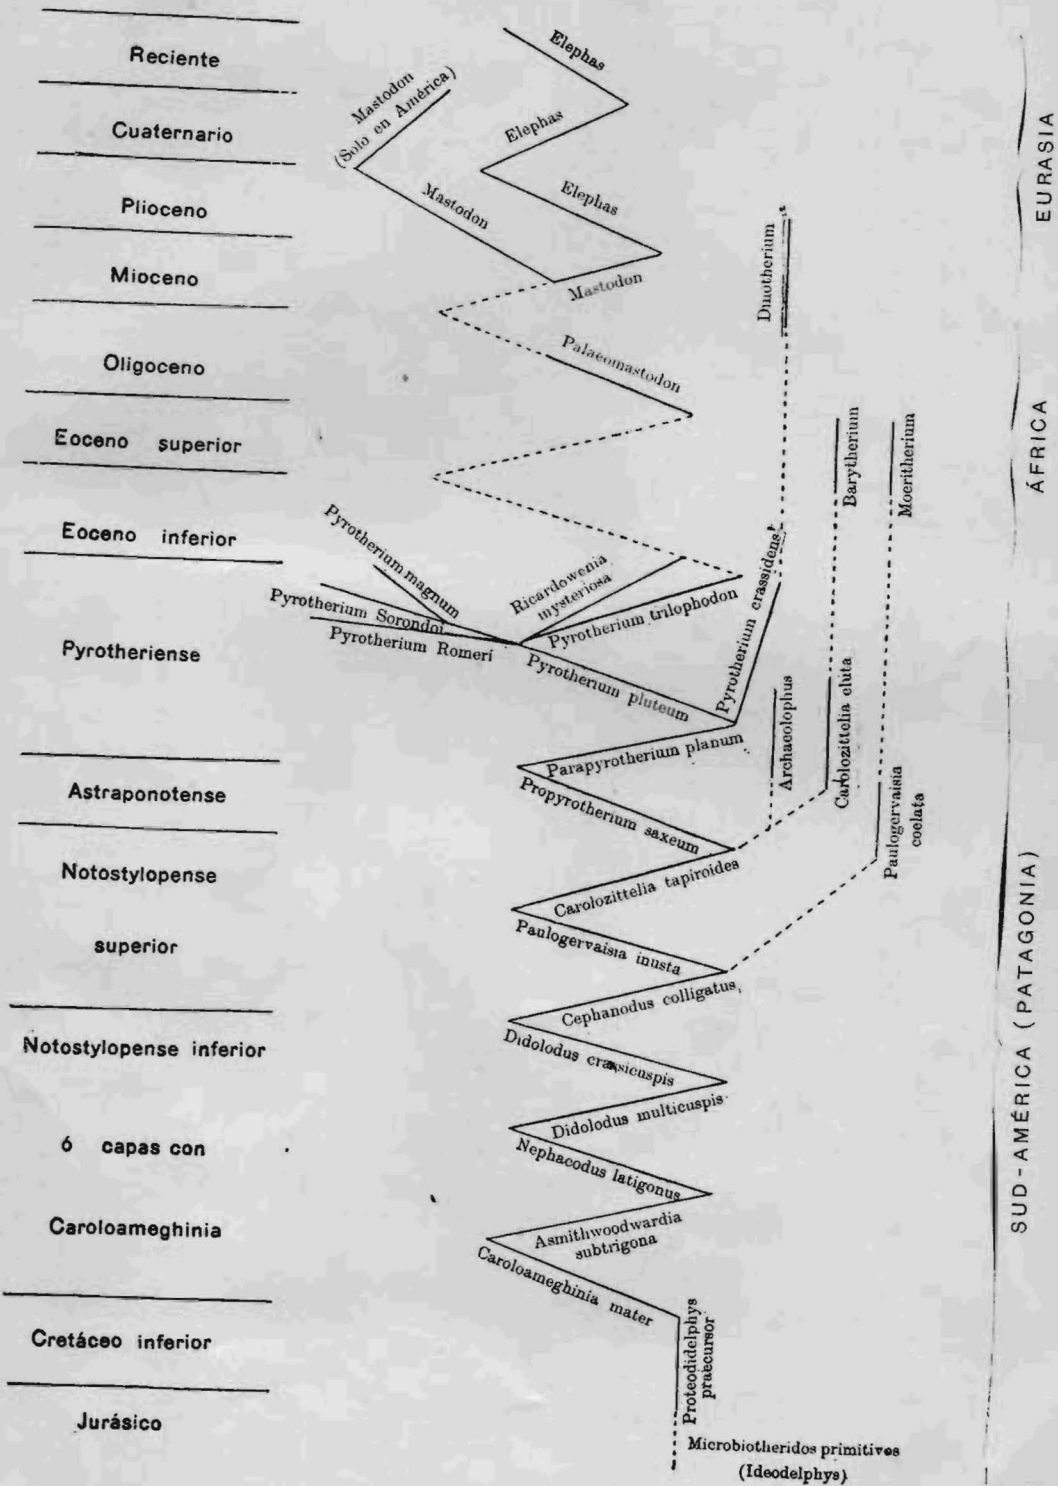 Reciente
Cuaternario
Plioceno
Mioceno
Oligoceno
Eoceno superior
Eoceno inferior
Pyrotheriense
Astraponotense
Notostylopense
superior
Notostylopense inferior
6 capas con
Caroloameghinia
Cretáceo inferior
Jurásico
Elephas
Mastodon
(Solo en América)
Elephas
Elephas
Mastodon
Mastodon
Palaeomastodon
Pyrotherium magnum
Pyrotherium Sorondoi
Pyrotherium Romeri
Ricardowenia
mysteriosa
Pyrotherium trilophodon
Pyrotherium pluteum
Pyrotherium crassidens
Parapyrotherium planum
Propyrotherium saxeum
Carolozittelia tapiroides
Paulogervaisia inusta
Cephanodus colligatus,
Didolodus crassicuspis
Didolodus multicuspis
Nephacodus latigonus
Asmithwoodwardia
subtrigona
Caroloameghinia mater
Proteodidelphys
praecursor
Microbiotheridos primitivos
(Ideodelphys)
Dinotherium
Barytherium
Moeritherium
Archaeolophus
Carolozittelia eluta
Paulogervaisia
coelata
EURASIA
ÁFRICA
SUD-AMÉRICA (PATAGONIA)